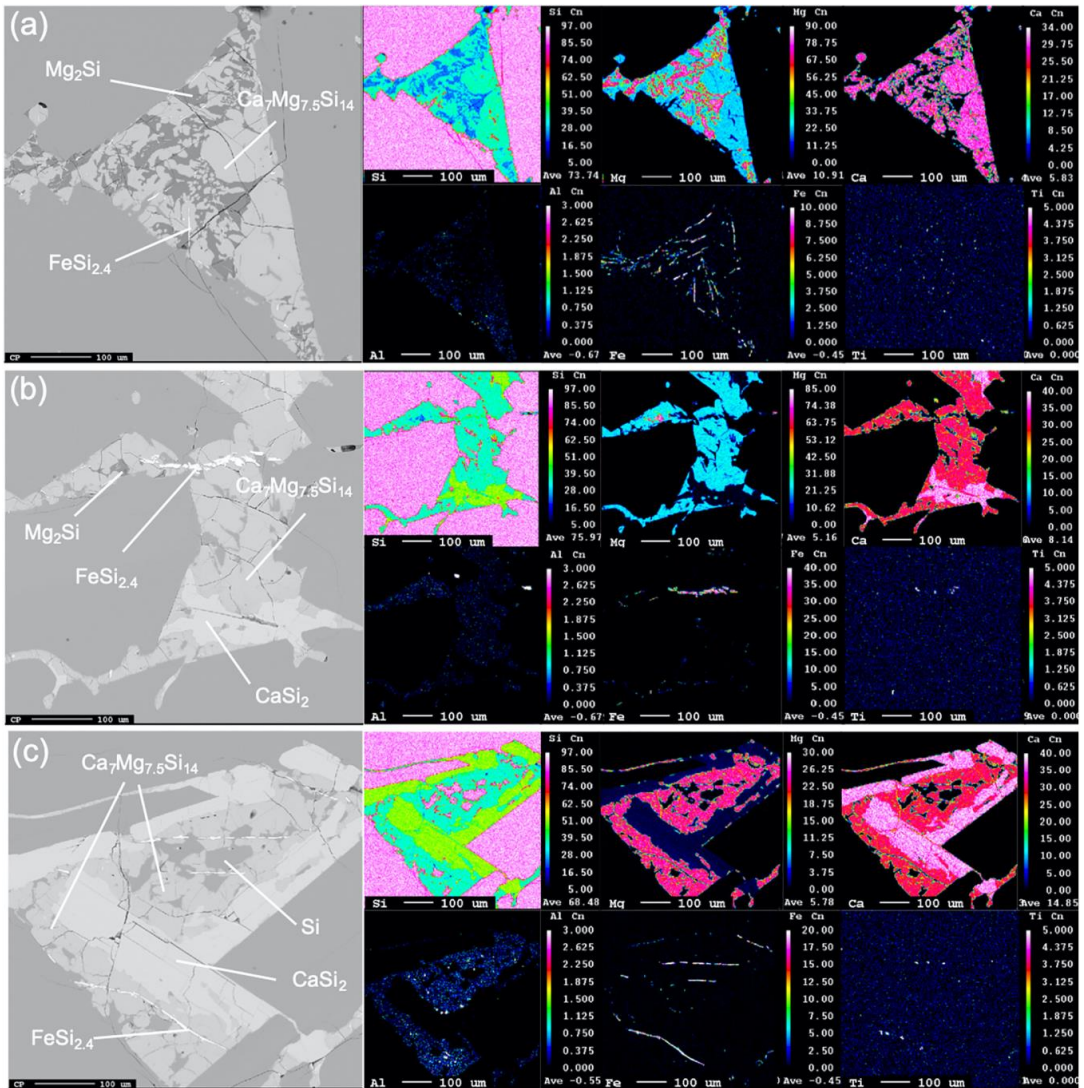 (a)
Mg₂Si
Ca₇Mg₇.₅Si₁₄
FeSi₂.₄
CP 100 um
Si Cn
97.00
85.50
74.00
62.50
51.00
39.50
28.00
16.50
5.00
Ave 73.74
Si 100 um
Mg Cn
90.00
78.75
67.50
56.25
45.00
33.75
22.50
11.25
0.00
Ave 10.91
Mg 100 um
Ca Cn
34.00
29.75
25.50
21.25
17.00
12.75
8.50
4.25
0.00
Ave 5.83
Ca 100 um
Al Cn
3.000
2.625
2.250
1.875
1.500
1.125
0.750
0.375
0.000
Ave -0.67
Al 100 um
Fe Cn
10.000
8.750
7.500
6.250
5.000
3.750
2.500
1.250
0.000
Ave -0.45
Fe 100 um
Ti Cn
5.000
4.375
3.750
3.125
2.500
1.875
1.250
0.625
0.000
Ave 0.000
Ti 100 um
(b)
Ca₇Mg₇.₅Si₁₄
Mg₂Si
FeSi₂.₄
CaSi₂
CP 100 um
Si Cn
97.00
85.50
74.00
62.50
51.00
39.50
28.00
16.50
5.00
Ave 75.97
Si 100 um
Mg Cn
85.00
74.38
63.75
53.12
42.50
31.88
21.25
10.62
0.00
Ave 5.16
Mg 100 um
Ca Cn
40.00
35.00
30.00
25.00
20.00
15.00
10.00
5.00
0.00
Ave 8.14
Ca 100 um
Al Cn
3.000
2.625
2.250
1.875
1.500
1.125
0.750
0.375
0.000
Ave -0.67
Al 100 um
Fe Cn
40.00
35.00
30.00
25.00
20.00
15.00
10.00
5.00
0.00
Ave -0.45
Fe 100 um
Ti Cn
5.000
4.375
3.750
3.125
2.500
1.875
1.250
0.625
0.000
Ave 0.000
Ti 100 um
(c)
Ca₇Mg₇.₅Si₁₄
Si
CaSi₂
FeSi₂.₄
CP 100 um
Si Cn
97.00
85.50
74.00
62.50
51.00
39.50
28.00
16.50
5.00
Ave 68.48
Si 100 um
Mg Cn
30.00
26.25
22.50
18.75
15.00
11.25
7.50
3.75
0.00
Ave 5.78
Mg 100 um
Ca Cn
40.00
35.00
30.00
25.00
20.00
15.00
10.00
5.00
0.00
Ave 14.85
Ca 100 um
Al Cn
3.000
2.625
2.250
1.875
1.500
1.125
0.750
0.375
0.000
Ave -0.55
Al 100 um
Fe Cn
20.00
17.50
15.00
12.50
10.00
7.50
5.00
2.50
0.00
Ave -0.45
Fe 100 um
Ti Cn
5.000
4.375
3.750
3.125
2.500
1.875
1.250
0.625
0.000
Ave 0.000
Ti 100 um